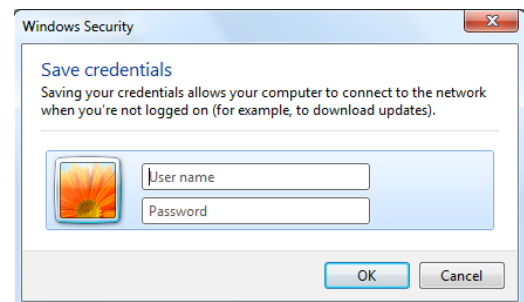 Windows Security
Save credentials
Saving your credentials allows your computer to connect to the network
when you're not logged on (for example, to download updates).
User name
Password
OK
Cancel